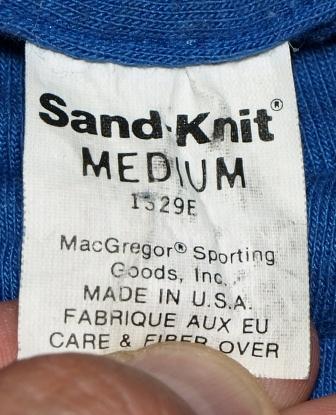 Sand-Knit®
MEDIUM
1529E
MacGregor® Sporting
Goods, Inc.
MADE IN U.S.A.
FABRIQUE AUX EU
CARE & FIBER OVER